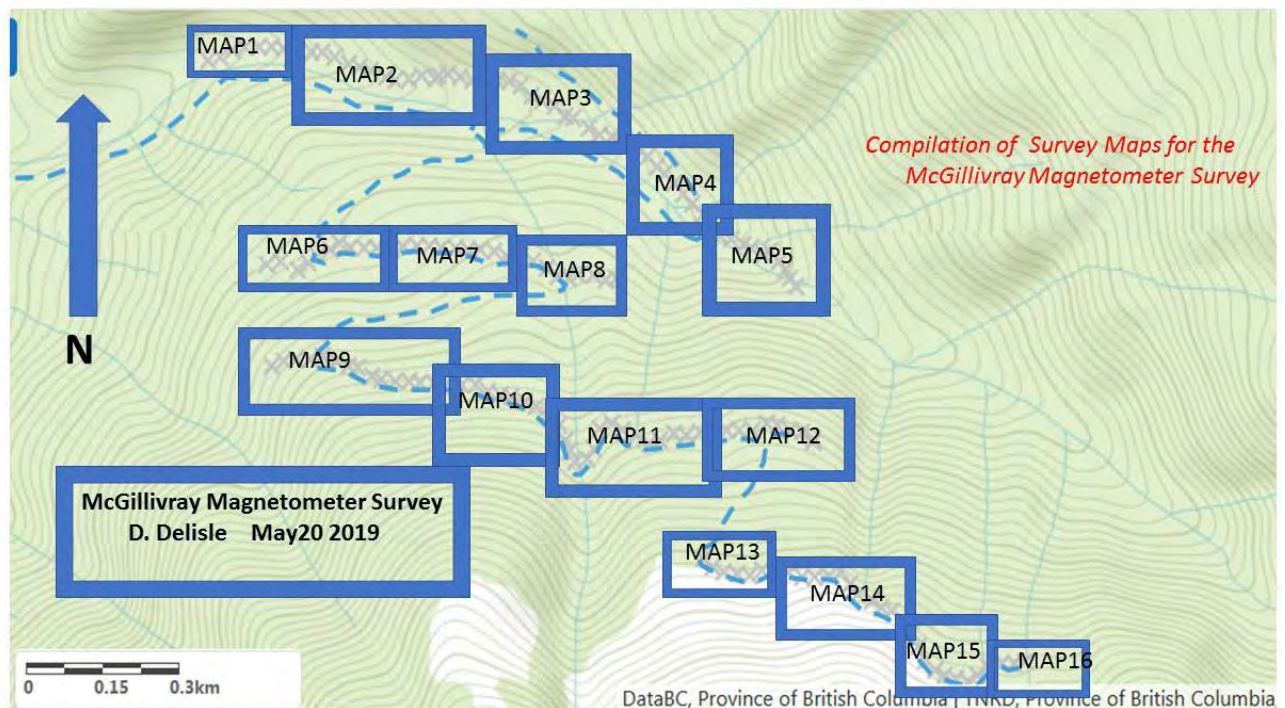 MAP1
MAP2
MAP3
MAP4
MAP5
Compilation of Survey Maps for the
McGillivray Magnetometer Survey
MAP6
MAP7
MAP8
N
MAP9
MAP10
MAP11
MAP12
McGillivray Magnetometer Survey
D. Delisle May20 2019
MAP13
MAP14
MAP15
MAP16
0 0.15 0.3km
DataBC, Province of British Columbia | TNRD, Province of British Columbia